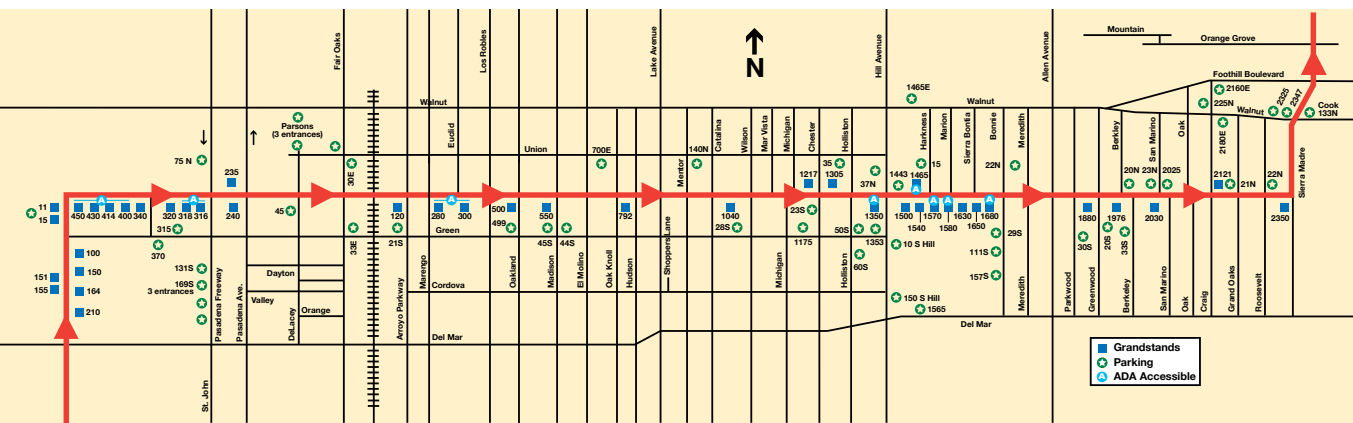 Mountain
Orange Grove
Fair Oaks
Los Robles
Lake Avenue
N
Hill Avenue
Allen Avenue
Foothill Boulevard
1465E
2160E
225N
2325
2347
Walnut
Walnut
Walnut
Cook
133N
Parsons
(3 entrances)
Euclid
Catalina
Wilson
Mar Vista
Michigan
Chester
Holliston
Harkness
Marion
Sierra Bonita
Bonnie
Meredith
Berkley
San Marino
Oak
2180E
Union
75 N
30E
700E
Mentor
140N
35
15
22N
235
1217
1305
37N
1443
1465
20N
23N
2025
2121
21N
22N
Sierra Madre
11
15
450
430
414
400
340
320
318
316
240
45
120
280
300
500
499
550
792
1040
28S
23S
1350
1500
1570
1630
1680
1540
1580
1650
1880
1976
2030
2350
315
370
33E
21S
Green
45S
44S
1175
50S
1353
60S
10 S Hill
29S
111S
157S
30S
20S
33S
100
150
151
155
164
210
131S
169S
3 entrances
Pasadena Freeway
Pasadena Ave.
Dayton
Valley
DeLacey
Orange
Arroyo Parkway
Marengo
Cordova
Oakland
Madison
El Molino
Oak Knoll
Hudson
Shoppers Lane
Michigan
Holliston
150 S Hill
1565
Meredith
Parkwood
Greenwood
Berkeley
San Marino
Oak
Craig
Grand Oaks
Roosevelt
Del Mar
Del Mar
St. John
Grandstands
Parking
A ADA Accessible